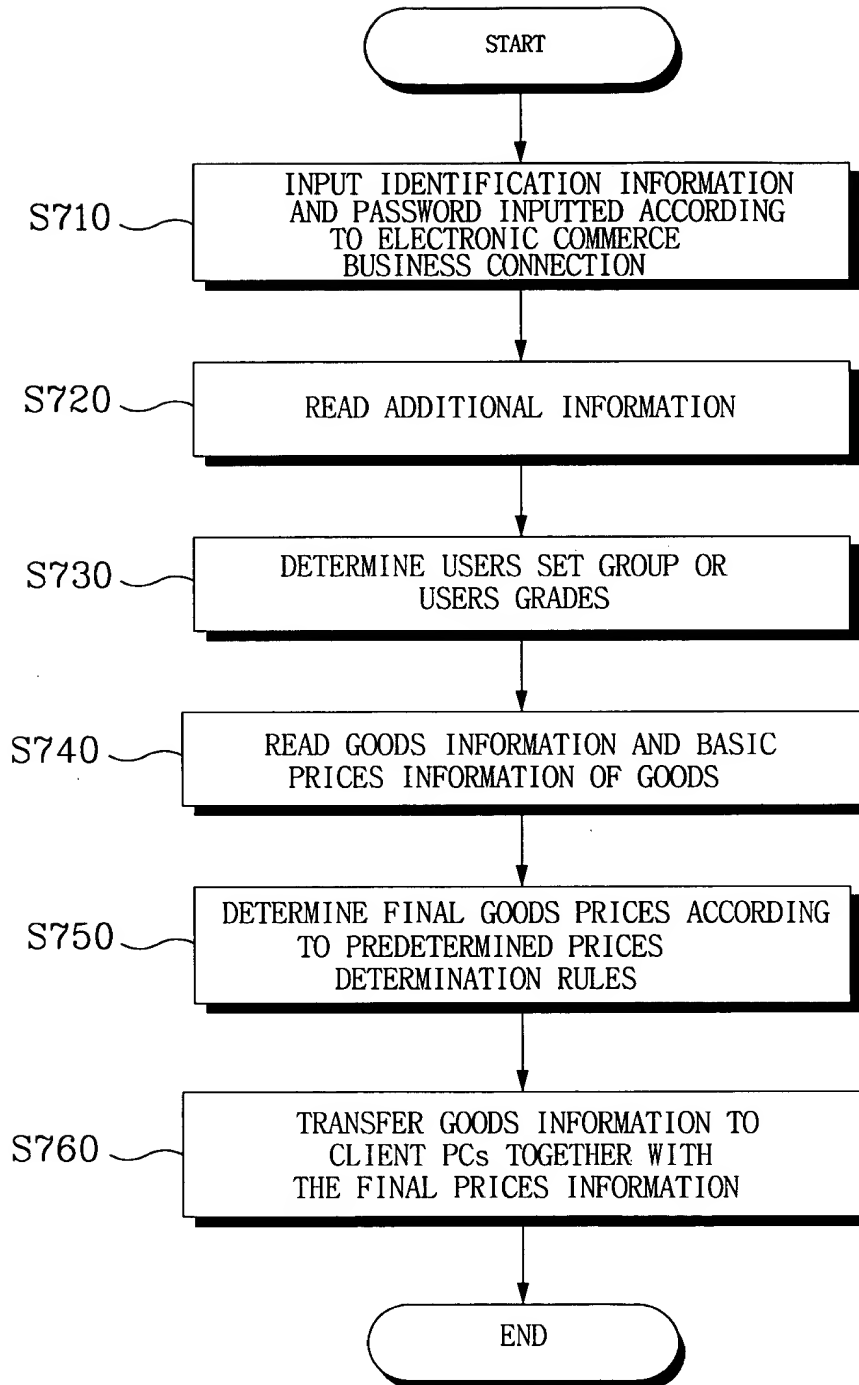 START
S710
INPUT IDENTIFICATION INFORMATION
AND PASSWORD INPUTTED ACCORDING
TO ELECTRONIC COMMERCE
BUSINESS CONNECTION
S720
READ ADDITIONAL INFORMATION
S730
DETERMINE USERS SET GROUP OR
USERS GRADES
S740
READ GOODS INFORMATION AND BASIC
PRICES INFORMATION OF GOODS
S750
DETERMINE FINAL GOODS PRICES ACCORDING
TO PREDETERMINED PRICES
DETERMINATION RULES
S760
TRANSFER GOODS INFORMATION TO
CLIENT PCs TOGETHER WITH
THE FINAL PRICES INFORMATION
END